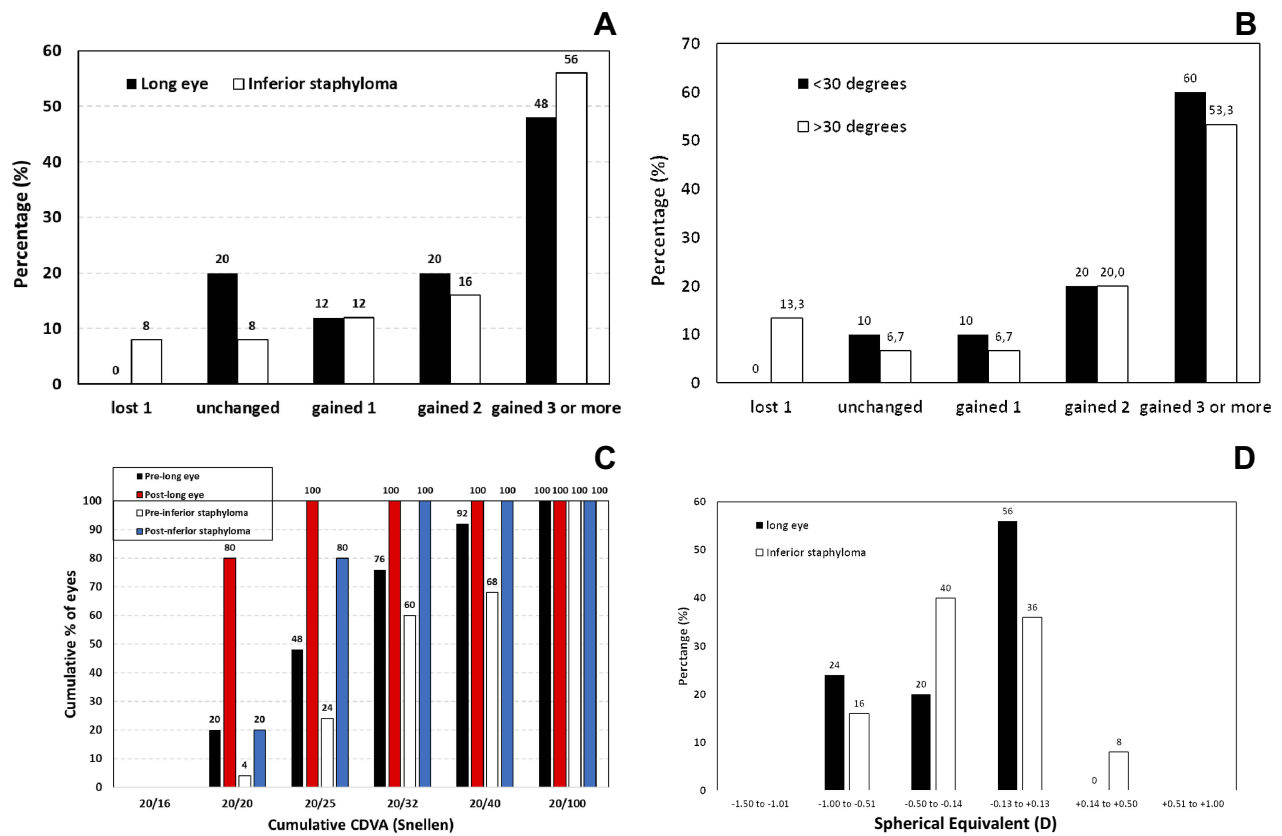 A
60
50
40
30
20
10
0
Percentage (%)
Long eye
Inferior staphyloma
0
8
20
8
12
12
20
16
48
56
lost 1
unchanged
gained 1
gained 2
gained 3 or more
B
70
60
50
40
30
20
10
0
Percentage (%)
<30 degrees
>30 degrees
0
13,3
10
6,7
10
6,7
20
20,0
60
53,3
lost 1
unchanged
gained 1
gained 2
gained 3 or more
C
Pre-long eye
Post-long eye
Pre-inferior staphyloma
Post-nferior staphyloma
100
90
80
70
60
50
40
30
20
10
0
Cumulative % of eyes
20
80
4
20
48
100
24
80
76
100
60
100
92
100
68
100
100
100
100
100
20/16
20/20
20/25
20/32
20/40
20/100
Cumulative CDVA (Snellen)
D
60
50
40
30
20
10
0
Perctange (%)
long eye
Inferior staphyloma
24
16
20
40
56
36
0
8
-1.50 to -1.01
-1.00 to -0.51
-0.50 to -0.14
-0.13 to +0.13
+0.14 to +0.50
+0.51 to +1.00
Spherical Equivalent (D)